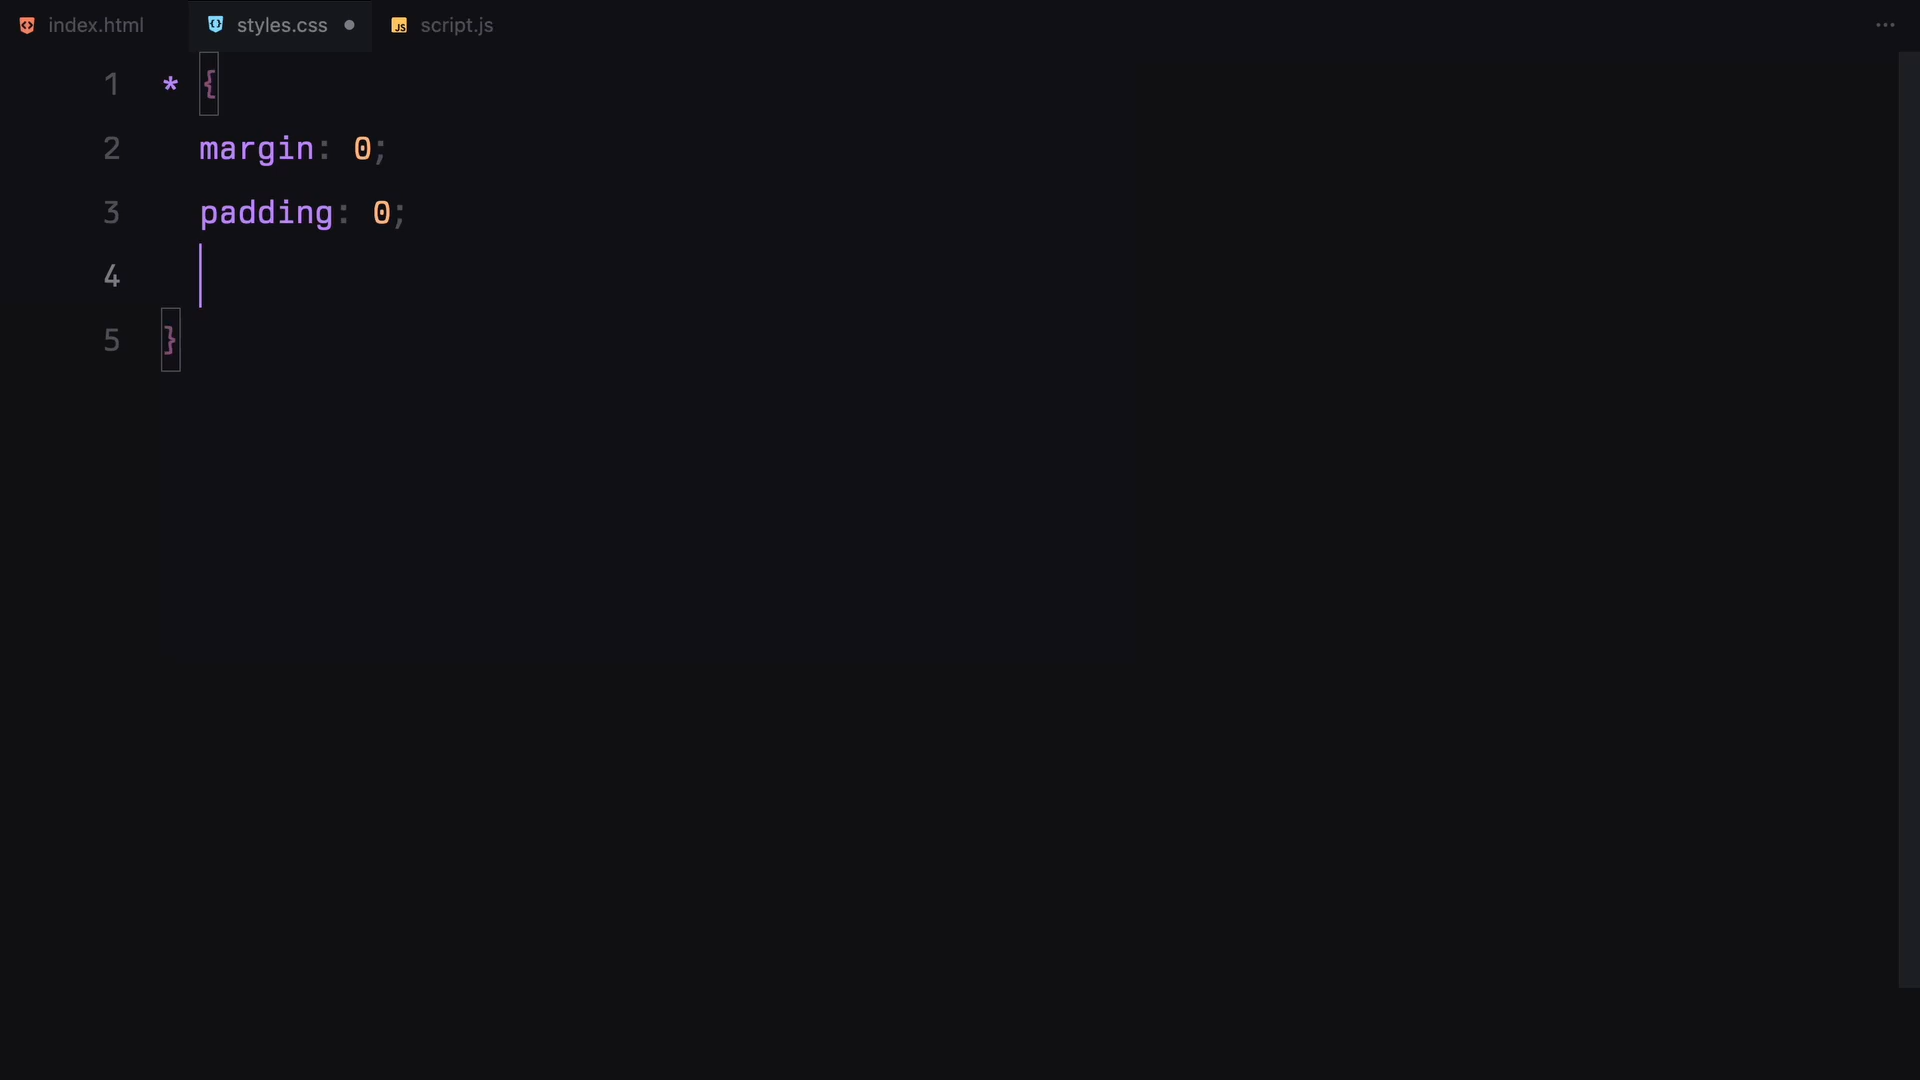 index.html styles.css script.js
1 * {
2 margin: 0;
3 padding: 0;
4
5 }